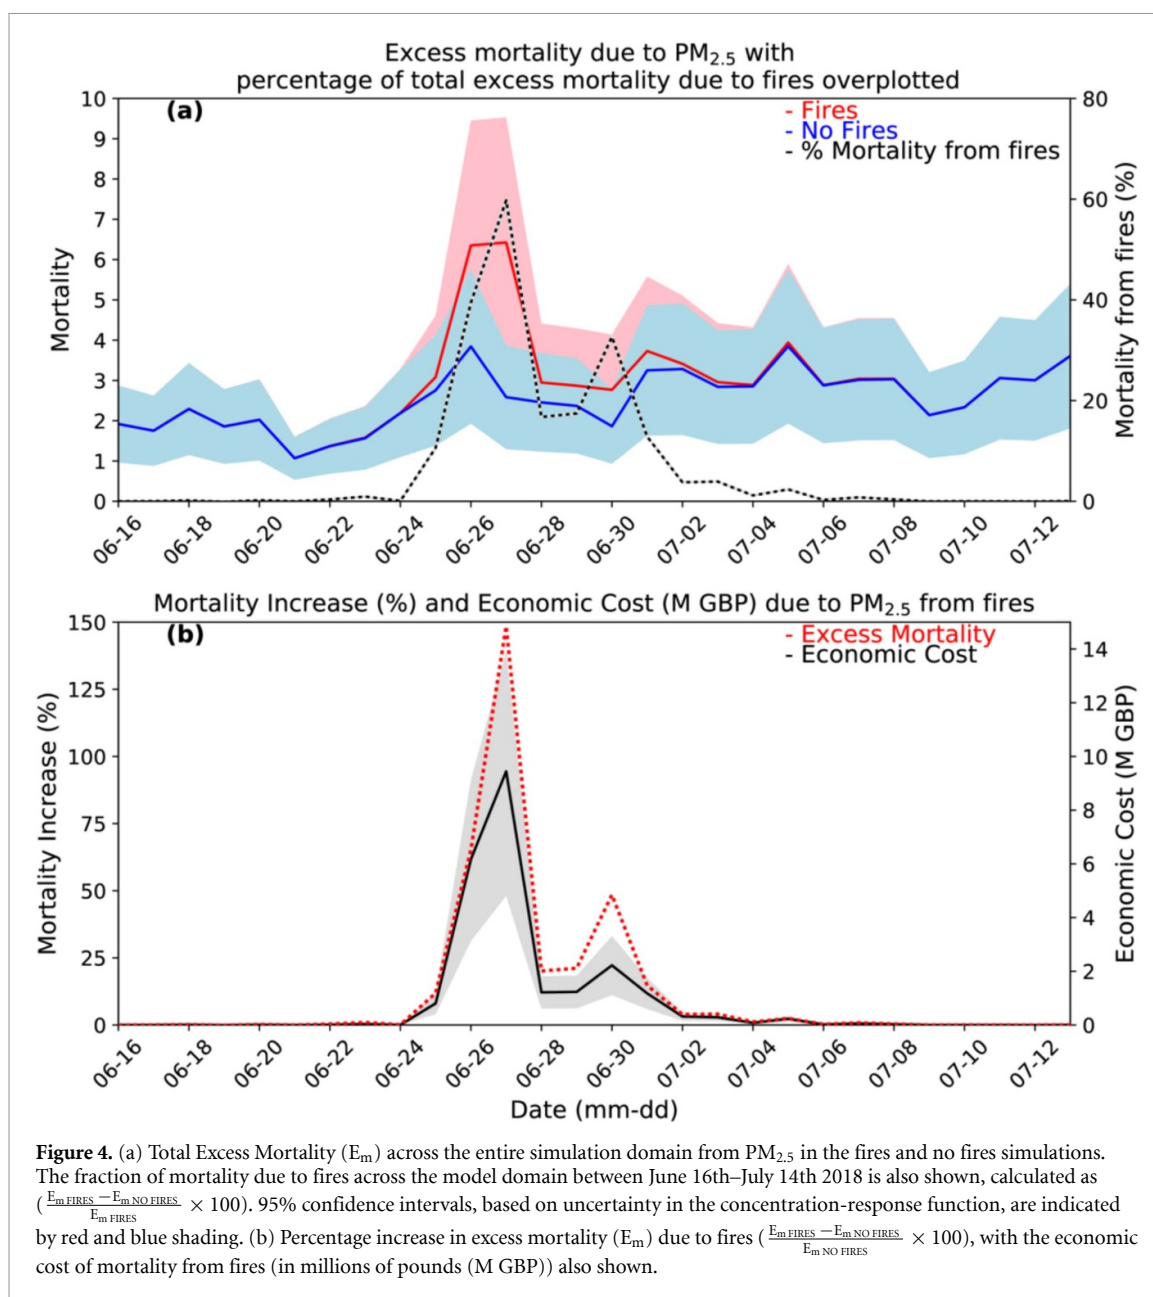 Excess mortality due to PM2.5 with
percentage of total excess mortality due to fires overplotted
(a)
- Fires
- No Fires
- % Mortality from fires
10
9
8
7
6
5
4
3
2
1
0
Mortality
80
60
40
20
0
Mortality from fires (%)
06-16
06-18
06-20
06-22
06-24
06-26
06-28
06-30
07-02
07-04
07-06
07-08
07-10
07-12
Mortality Increase (%) and Economic Cost (M GBP) due to PM2.5 from fires
(b)
- Excess Mortality
- Economic Cost
150
125
100
75
50
25
0
Mortality Increase (%)
14
12
10
8
6
4
2
0
Economic Cost (M GBP)
06-16
06-18
06-20
06-22
06-24
06-26
06-28
06-30
07-02
07-04
07-06
07-08
07-10
07-12
Date (mm-dd)
Figure 4. (a) Total Excess Mortality (Em) across the entire simulation domain from PM2.5 in the fires and no fires simulations.
The fraction of mortality due to fires across the model domain between June 16th–July 14th 2018 is also shown, calculated as
(Em FIRES −Em NO FIRES / Em FIRES × 100). 95% confidence intervals, based on uncertainty in the concentration-response function, are indicated
by red and blue shading. (b) Percentage increase in excess mortality (Em) due to fires (Em FIRES −Em NO FIRES / Em NO FIRES × 100), with the economic
cost of mortality from fires (in millions of pounds (M GBP)) also shown.